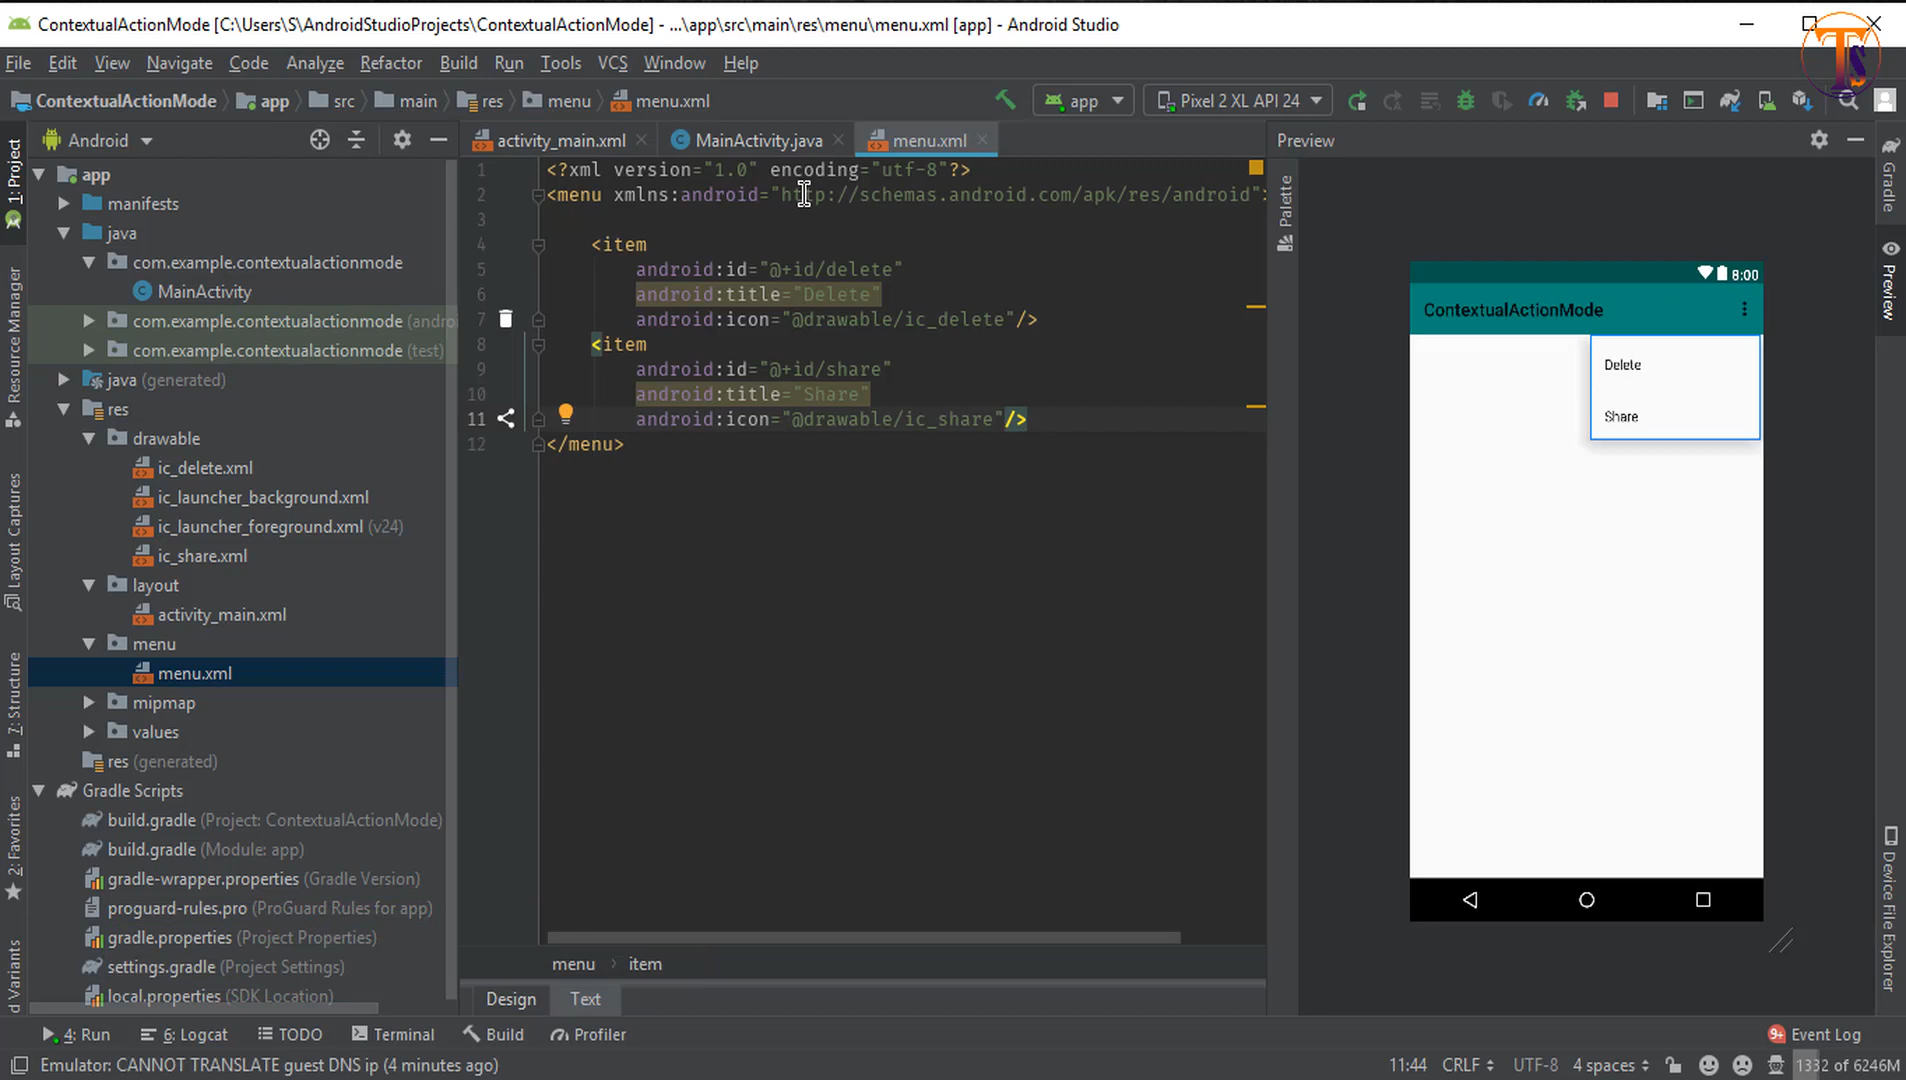 ContextualActionMode [C:\Users\S\AndroidStudioProjects\ContextualActionMode] - ...\app\src\main\res\menu\menu.xml [app] - Android Studio
TS
File Edit View Navigate Code Analyze Refactor Build Run Tools VCS Window Help
ContextualActionMode app src main res menu menu.xml app Pixel 2 XL API 24
Android
activity_main.xml MainActivity.java menu.xml
Preview
1: Project
Resource Manager
Layout Captures
7: Structure
2: Favorites
d Variants
app
manifests
java
com.example.contextualactionmode
MainActivity
com.example.contextualactionmode (andro
com.example.contextualactionmode (test)
java (generated)
res
drawable
ic_delete.xml
ic_launcher_background.xml
ic_launcher_foreground.xml (v24)
ic_share.xml
layout
activity_main.xml
menu
menu.xml
mipmap
values
res (generated)
Gradle Scripts
build.gradle (Project: ContextualActionMode)
build.gradle (Module: app)
gradle-wrapper.properties (Gradle Version)
proguard-rules.pro (ProGuard Rules for app)
gradle.properties (Project Properties)
settings.gradle (Project Settings)
local.properties (SDK Location)
1 <?xml version="1.0" encoding="utf-8"?>
2 <menu xmlns:android="http://schemas.android.com/apk/res/android">
3
4 <item
5 android:id="@+id/delete"
6 android:title="Delete"
7 android:icon="@drawable/ic_delete"/>
8 <item
9 android:id="@+id/share"
10 android:title="Share"
11 android:icon="@drawable/ic_share"/>
12 </menu>
menu item
Design Text
Palette
8:00
ContextualActionMode
Delete
Share
Gradle
Preview
Device File Explorer
4: Run 6: Logcat TODO Terminal Build Profiler 9+ Event Log
Emulator: CANNOT TRANSLATE guest DNS ip (4 minutes ago) 11:44 CRLF UTF-8 4 spaces 1332 of 6246M